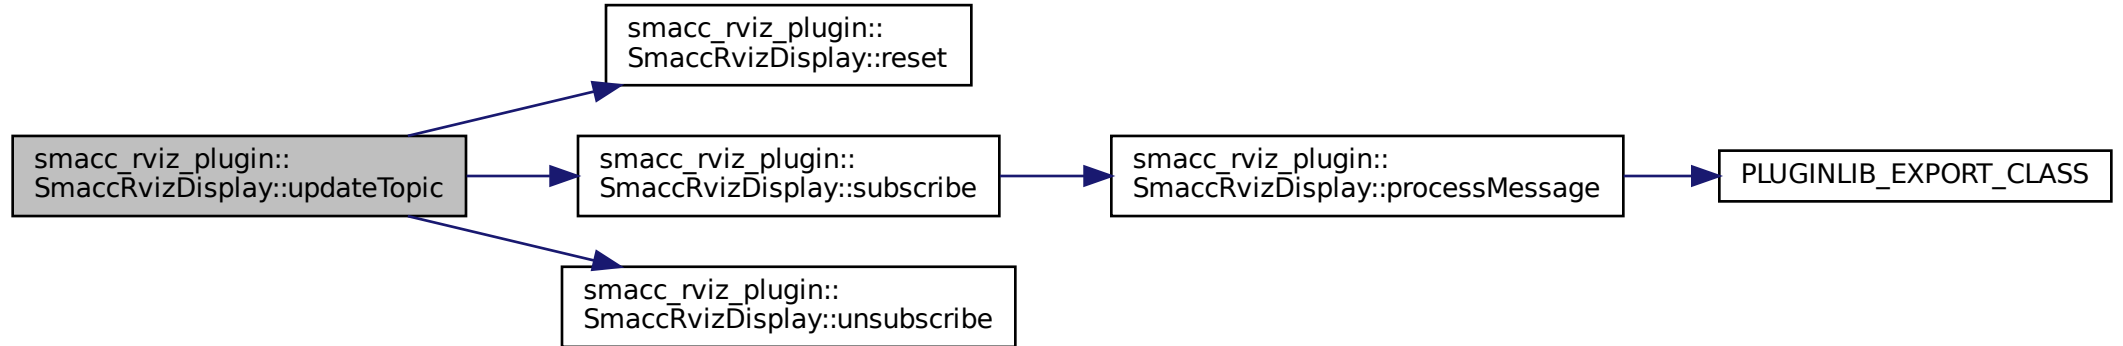 smacc_rviz_plugin::
SmaccRvizDisplay::reset
smacc_rviz_plugin::
SmaccRvizDisplay::updateTopic
smacc_rviz_plugin::
SmaccRvizDisplay::subscribe
smacc_rviz_plugin::
SmaccRvizDisplay::processMessage
PLUGINLIB_EXPORT_CLASS
smacc_rviz_plugin::
SmaccRvizDisplay::unsubscribe